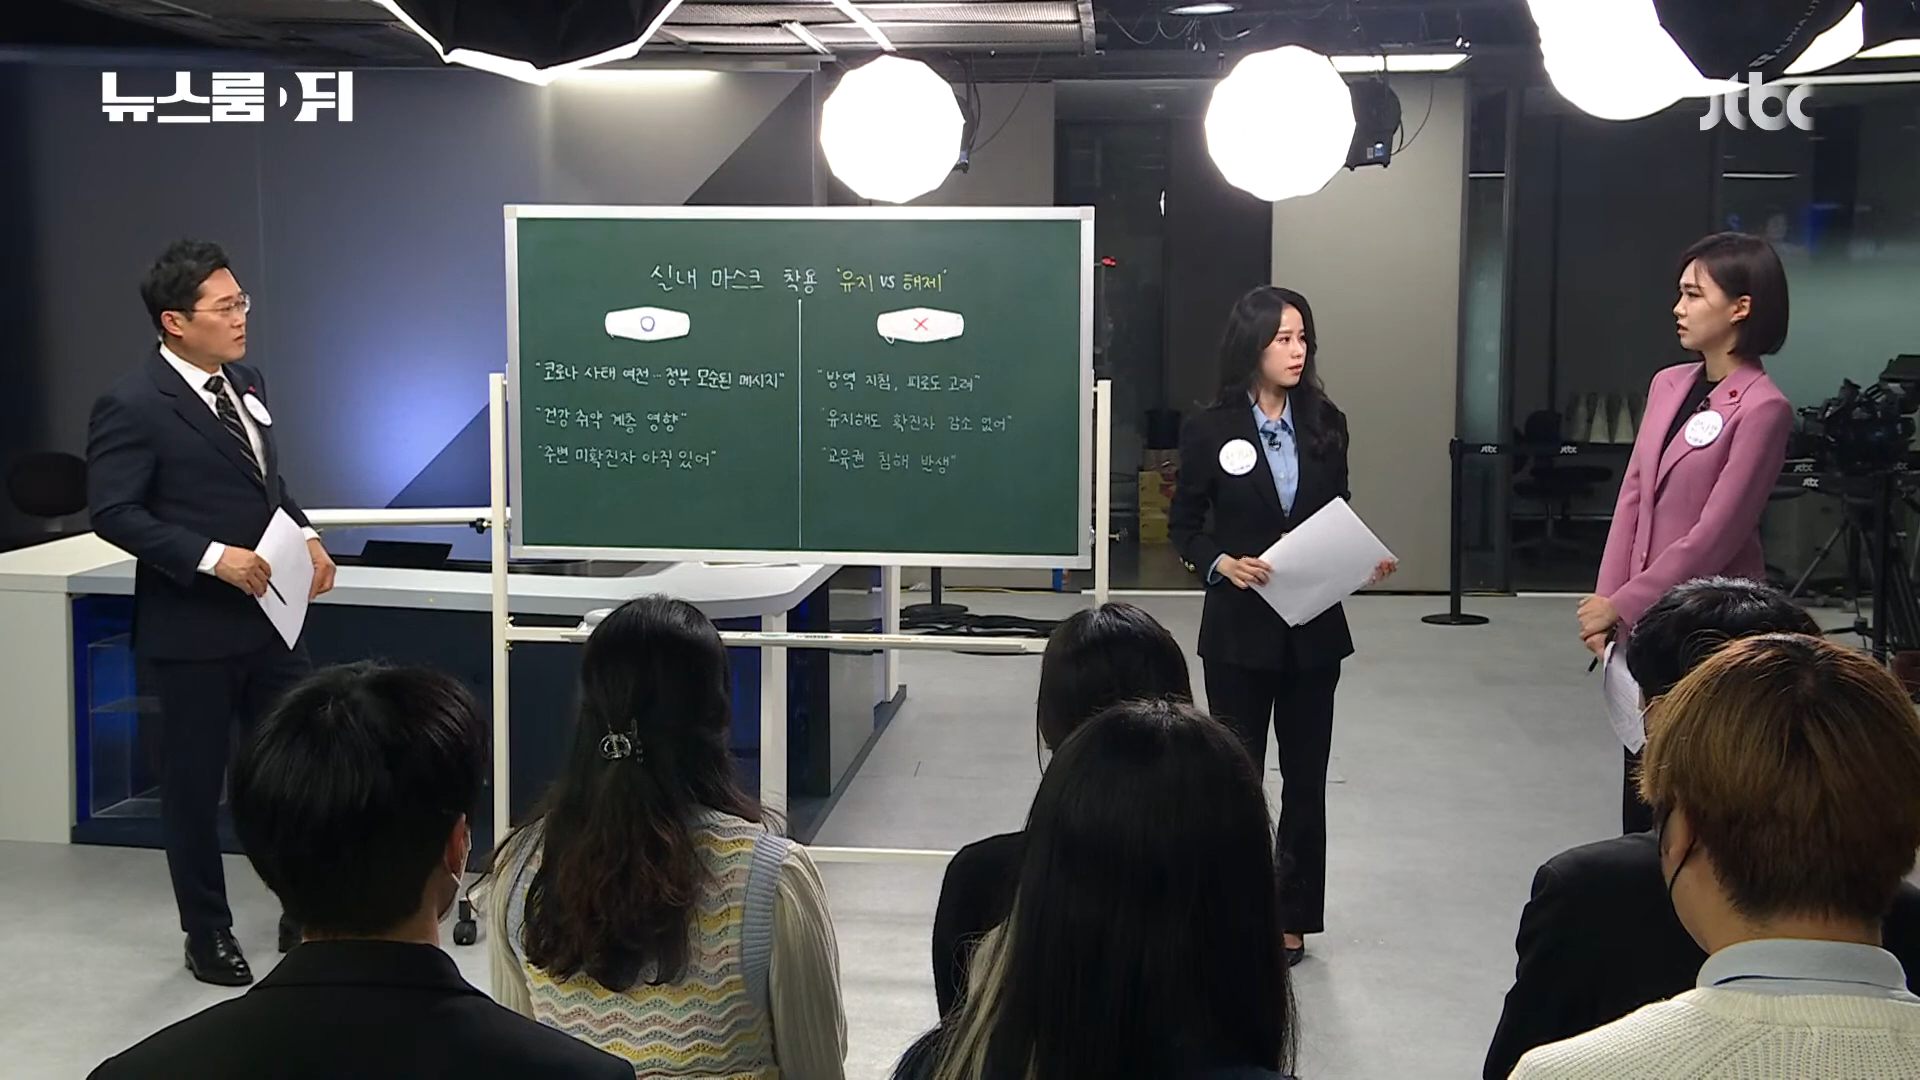 뉴스룸 뒤
jtbc
실내 마스크 착용 '유지 vs 해제'
O X
"코로나 사태 여전… 정부 모순된 메시지"
"건강 취약 계층 영향"
"주변 미확진자 아직 있어"
"방역 지침, 피로도 고려"
"유지해도 확진자 감소 없어"
"교육권 침해 발생"
jtbc
jtbc
jtbc